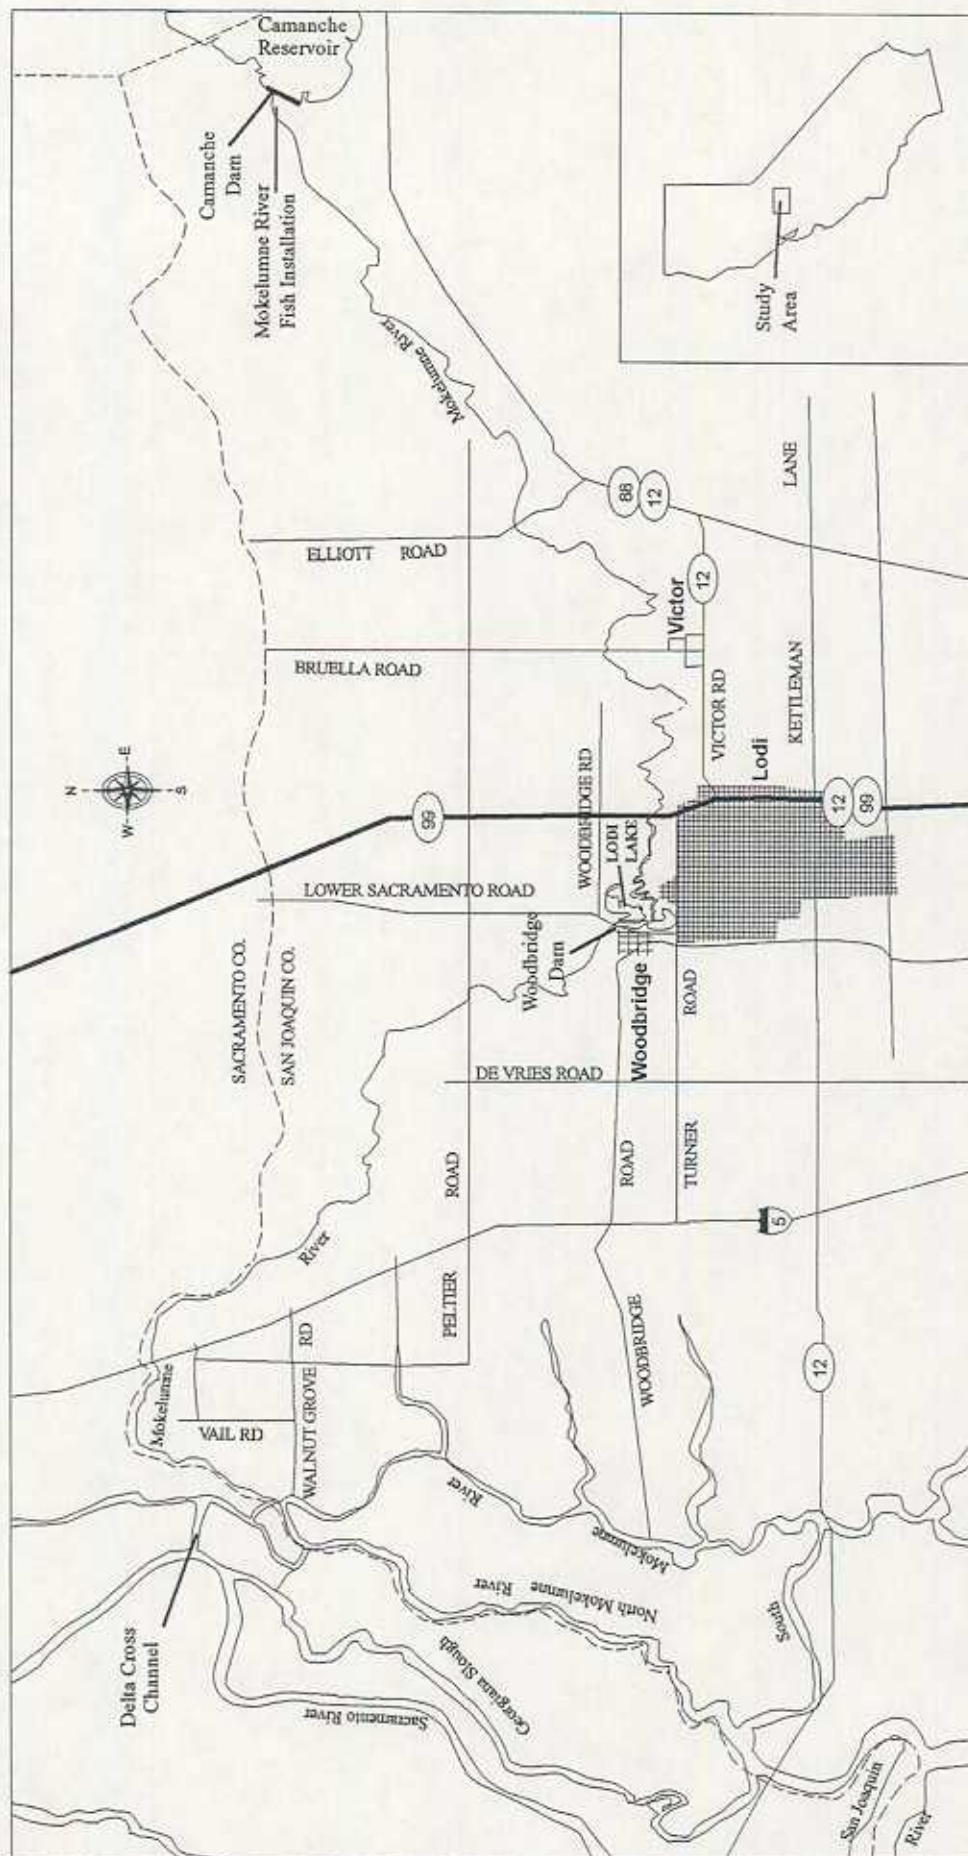 Camanche
Reservoir
Camanche
Dam
Mokelumne River
Fish Installation
Mokelumne River
Study
Area
ELLIOTT ROAD
88
12
12
LANE
Victor
BRUELLA ROAD
VICTOR RD
KETTLEMAN
Lodi
N
W
E
S
99
WOODBRIDGE RD
LODI
LAKE
12
99
LOWER SACRAMENTO ROAD
Woodbridge
Dam
Woodbridge
ROAD
SACRAMENTO CO.
SAN JOAQUIN CO.
DE VRIES ROAD
ROAD
ROAD
TURNER
5
River
PELTIER
WOODBRIDGE
12
Mokelumne
VAIL RD
WALNUT GROVE RD
River
Mokelumne
South
North Mokelumne
River
Delta Cross
Channel
Georgiana Slough
Sacramento River
San Joaquin
River